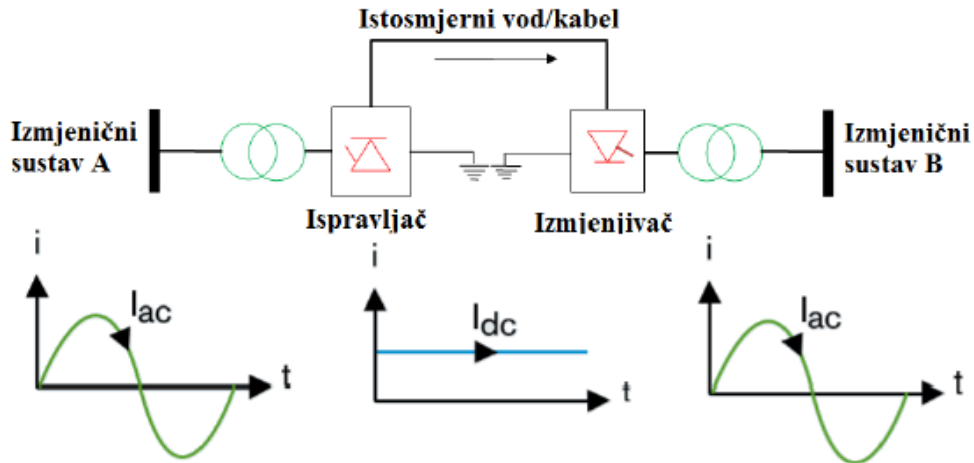 Istosmjerni vod/kabel
Izmjenični
sustav A
Izmjenični
sustav B
Ispravljač
Izmjenjivač
i
Iac
t
i
Idc
t
i
Iac
t